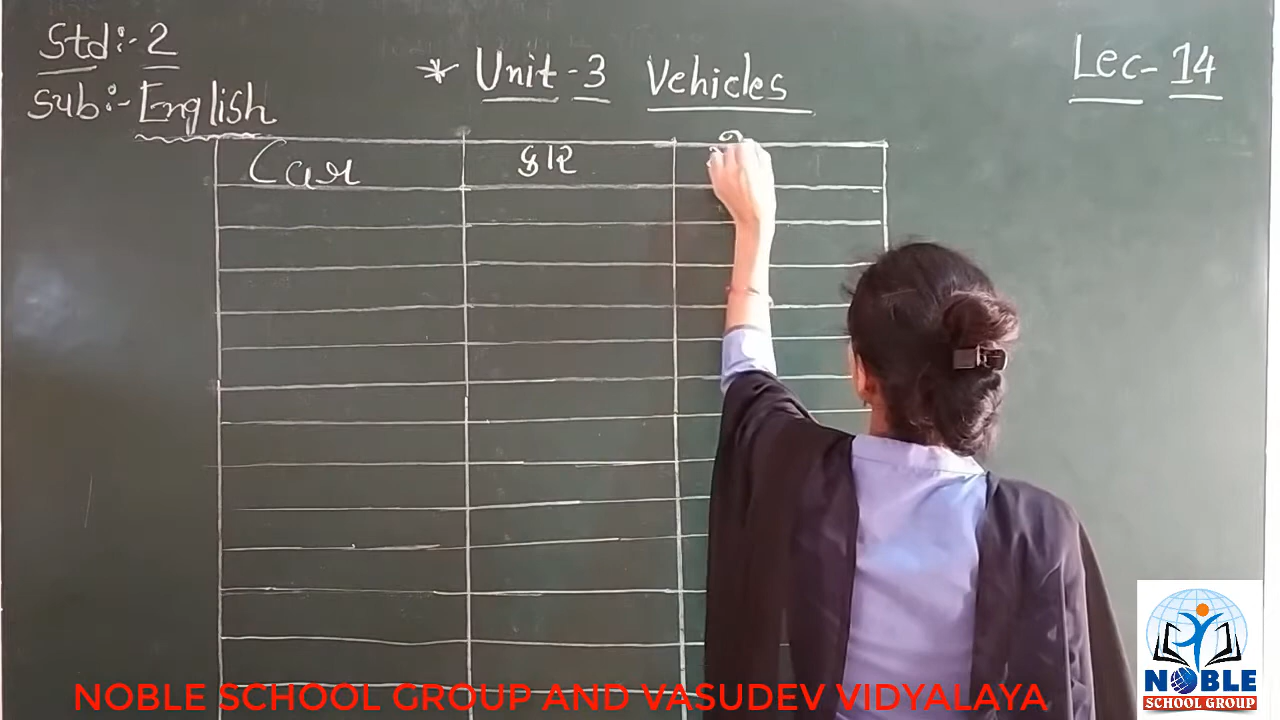 Std:- 2
Sub:- English
* Unit - 3 Vehicles
Lec- 14
Car કાર
NOBLE
SCHOOL GROUP
NOBLE SCHOOL GROUP AND VASUDEV VIDYALAYA